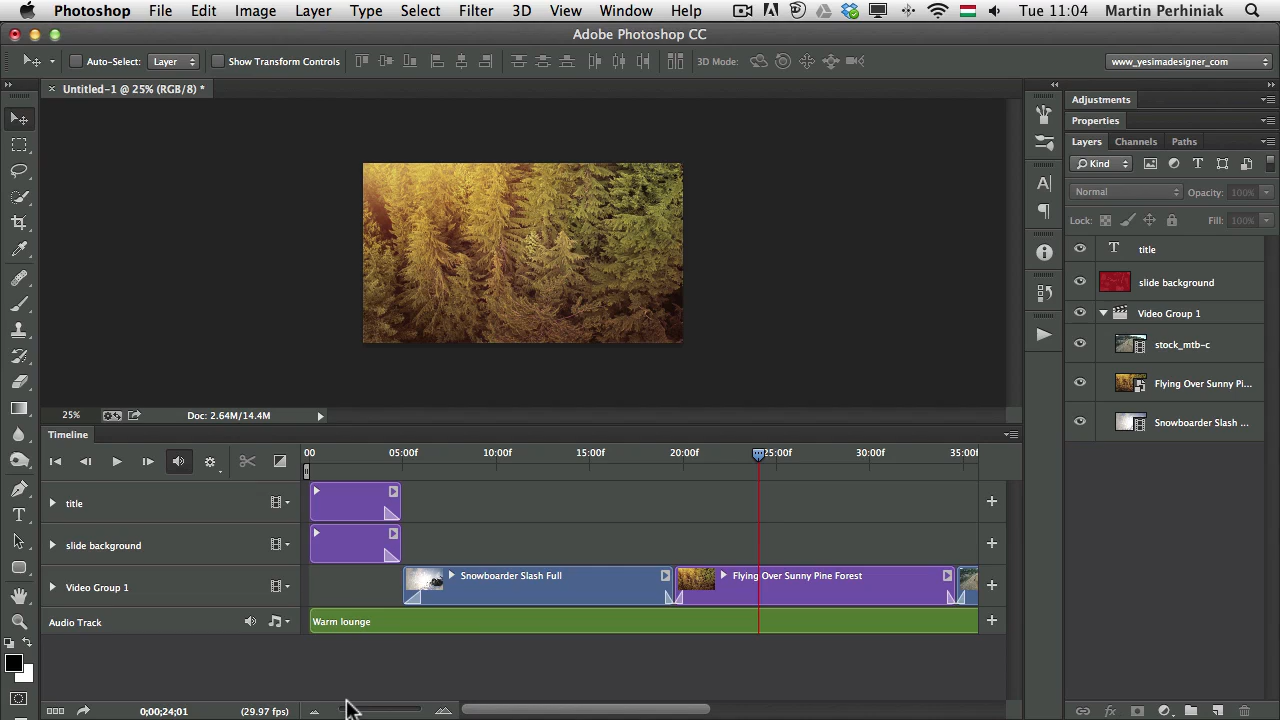 Photoshop File Edit Image Layer Type Select Filter 3D View Window Help Tue 11:04 Martin Perhiniak
Adobe Photoshop CC
Auto-Select: Layer Show Transform Controls 3D Mode: www_yesimadesigner_com
Untitled-1 @ 25% (RGB/8) *
Adjustments
Properties
Layers Channels Paths
Kind
Normal Opacity: 100%
Lock: Fill: 100%
title
slide background
Video Group 1
stock_mtb-c
Flying Over Sunny Pi...
Snowboarder Slash ...
25% Doc: 2.64M/14.4M
Timeline
00 05:00f 10:00f 15:00f 20:00f 25:00f 30:00f 35:00f
title
slide background
Video Group 1 Snowboarder Slash Full Flying Over Sunny Pine Forest
Audio Track Warm lounge
0;00;24;01 (29.97 fps)